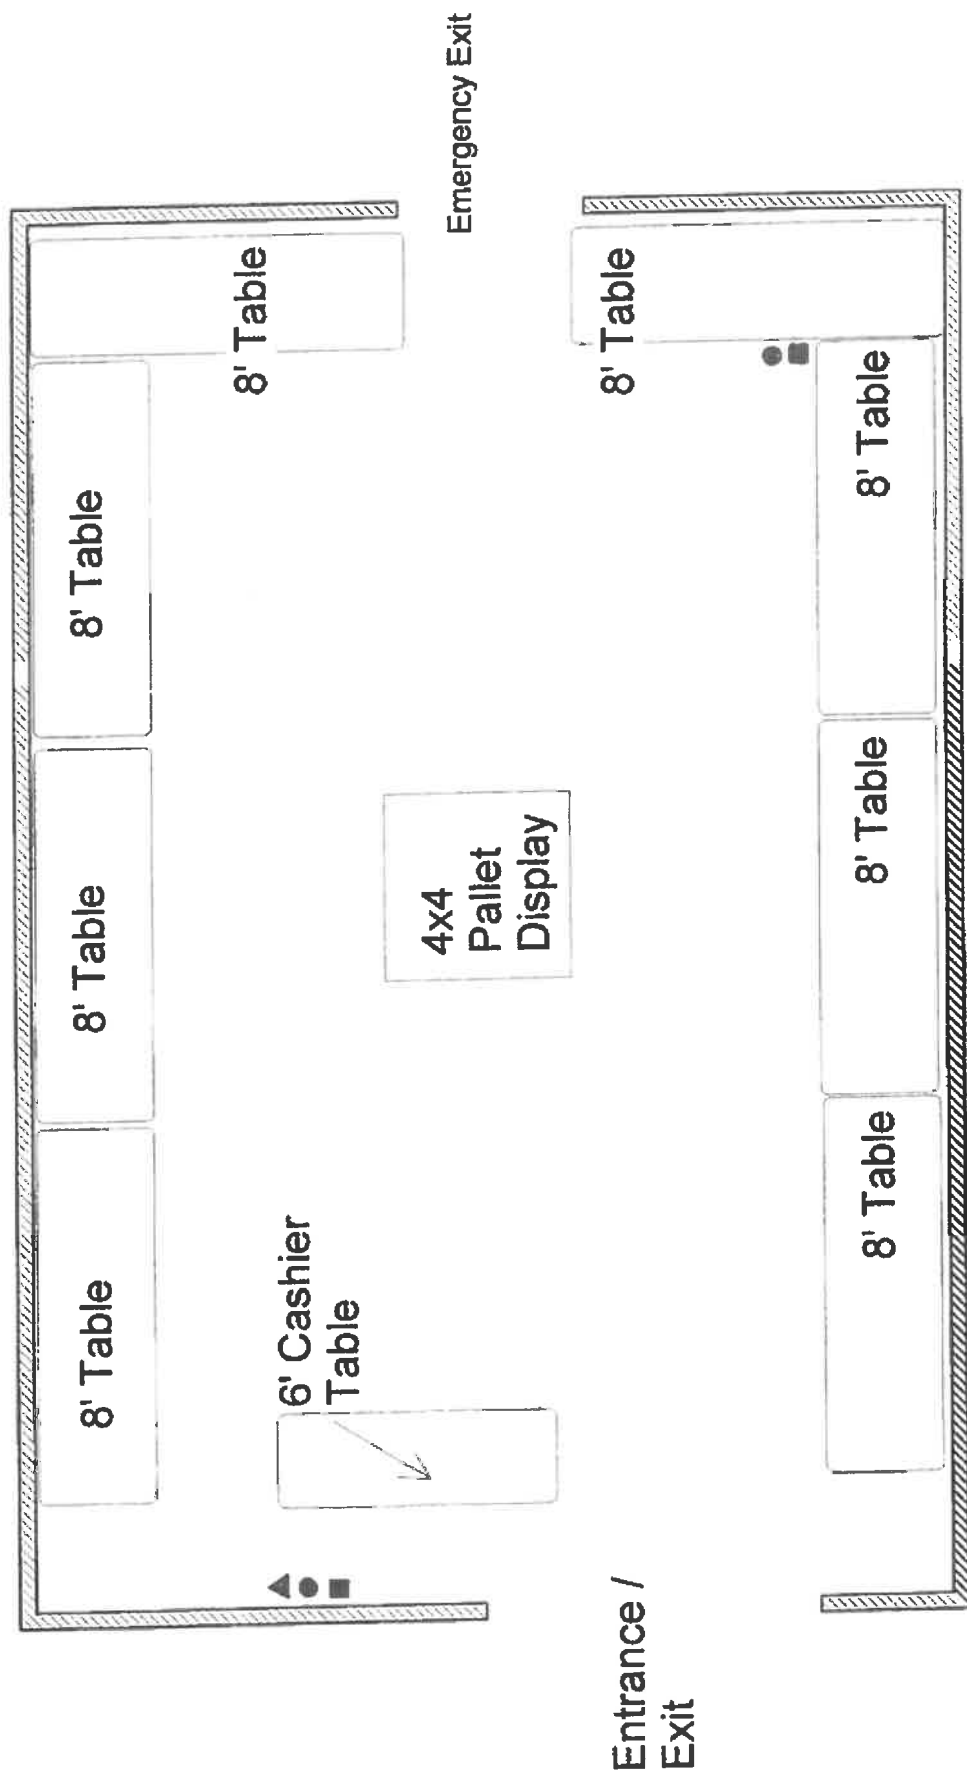 Entrance /
Exit
8' Table
8' Table
8' Table
8' Table
6' Cashier
Table
4x4
Pallet
Display
8' Table
Emergency Exit
8' Table
8' Table
8' Table